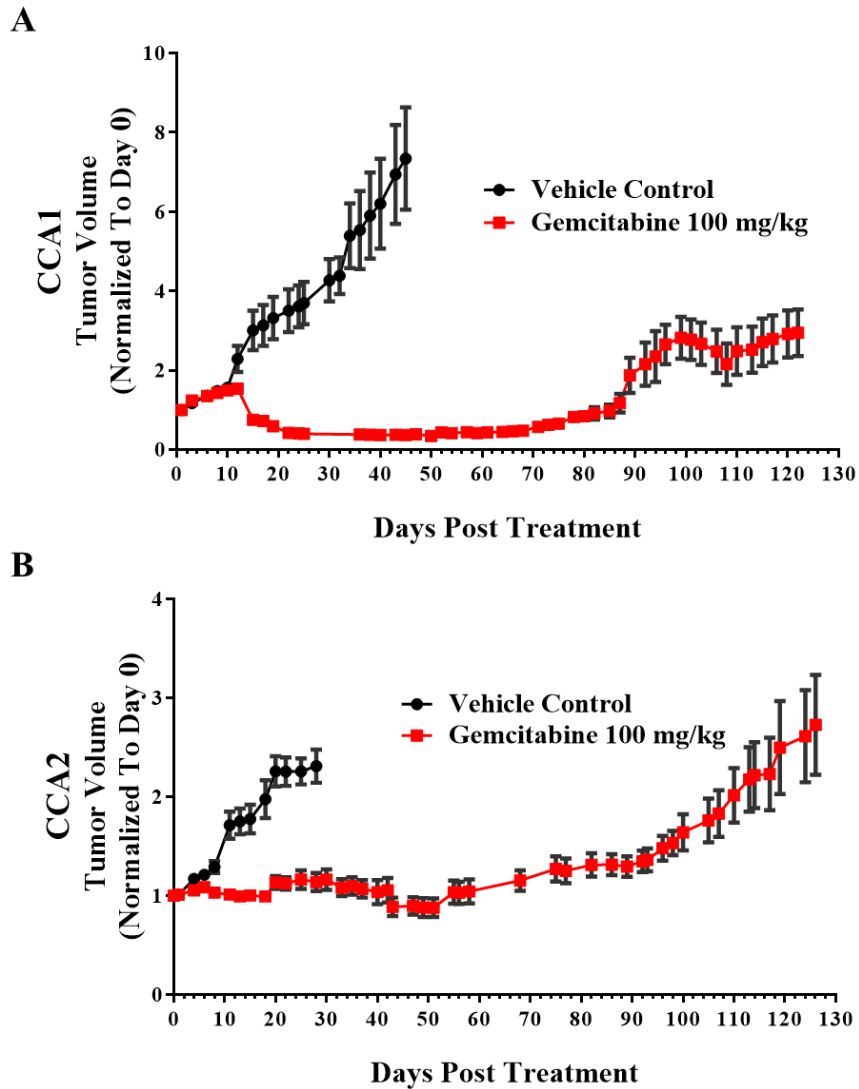 A
CCA1
Tumor Volume
(Normalized To Day 0)
10
8
6
4
2
0
Vehicle Control
Gemcitabine 100 mg/kg
0 10 20 30 40 50 60 70 80 90 100 110 120 130
Days Post Treatment
B
CCA2
Tumor Volume
(Normalized To Day 0)
4
3
2
1
0
Vehicle Control
Gemcitabine 100 mg/kg
0 10 20 30 40 50 60 70 80 90 100 110 120 130
Days Post Treatment